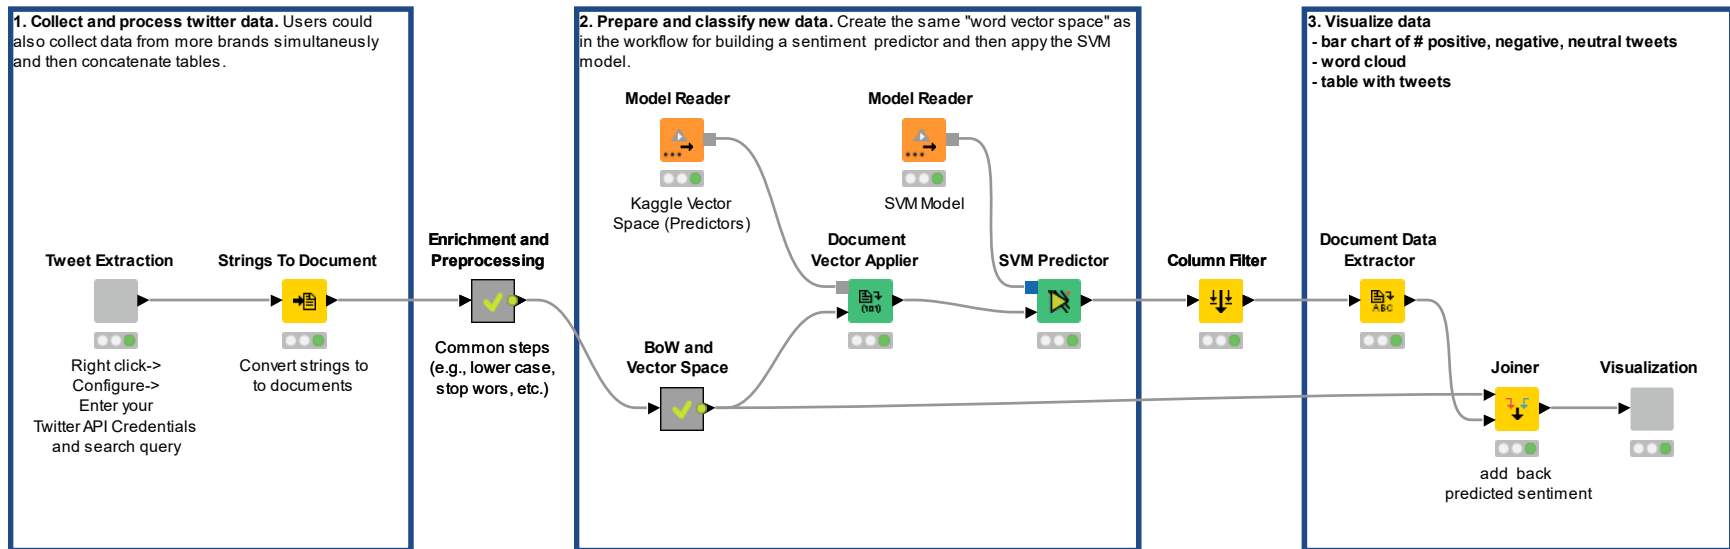 1. Collect and process twitter data. Users could
also collect data from more brands simultaneusly
and then concatenate tables.
Tweet Extraction
Right click->
Configure->
Enter your
Twitter API Credentials
and search query
Strings To Document
Convert strings to
to documents
Enrichment and
Preprocessing
Common steps
(e.g., lower case,
stop wors, etc.)
2. Prepare and classify new data. Create the same "word vector space" as
in the workflow for building a sentiment predictor and then appy the SVM
model.
Model Reader
Kaggle Vector
Space (Predictors)
Model Reader
SVM Model
BoW and
Vector Space
Document
Vector Applier
(101)
SVM Predictor
Column Filter
3. Visualize data
- bar chart of # positive, negative, neutral tweets
- word cloud
- table with tweets
Document Data
Extractor
ABC
Joiner
add back
predicted sentiment
Visualization